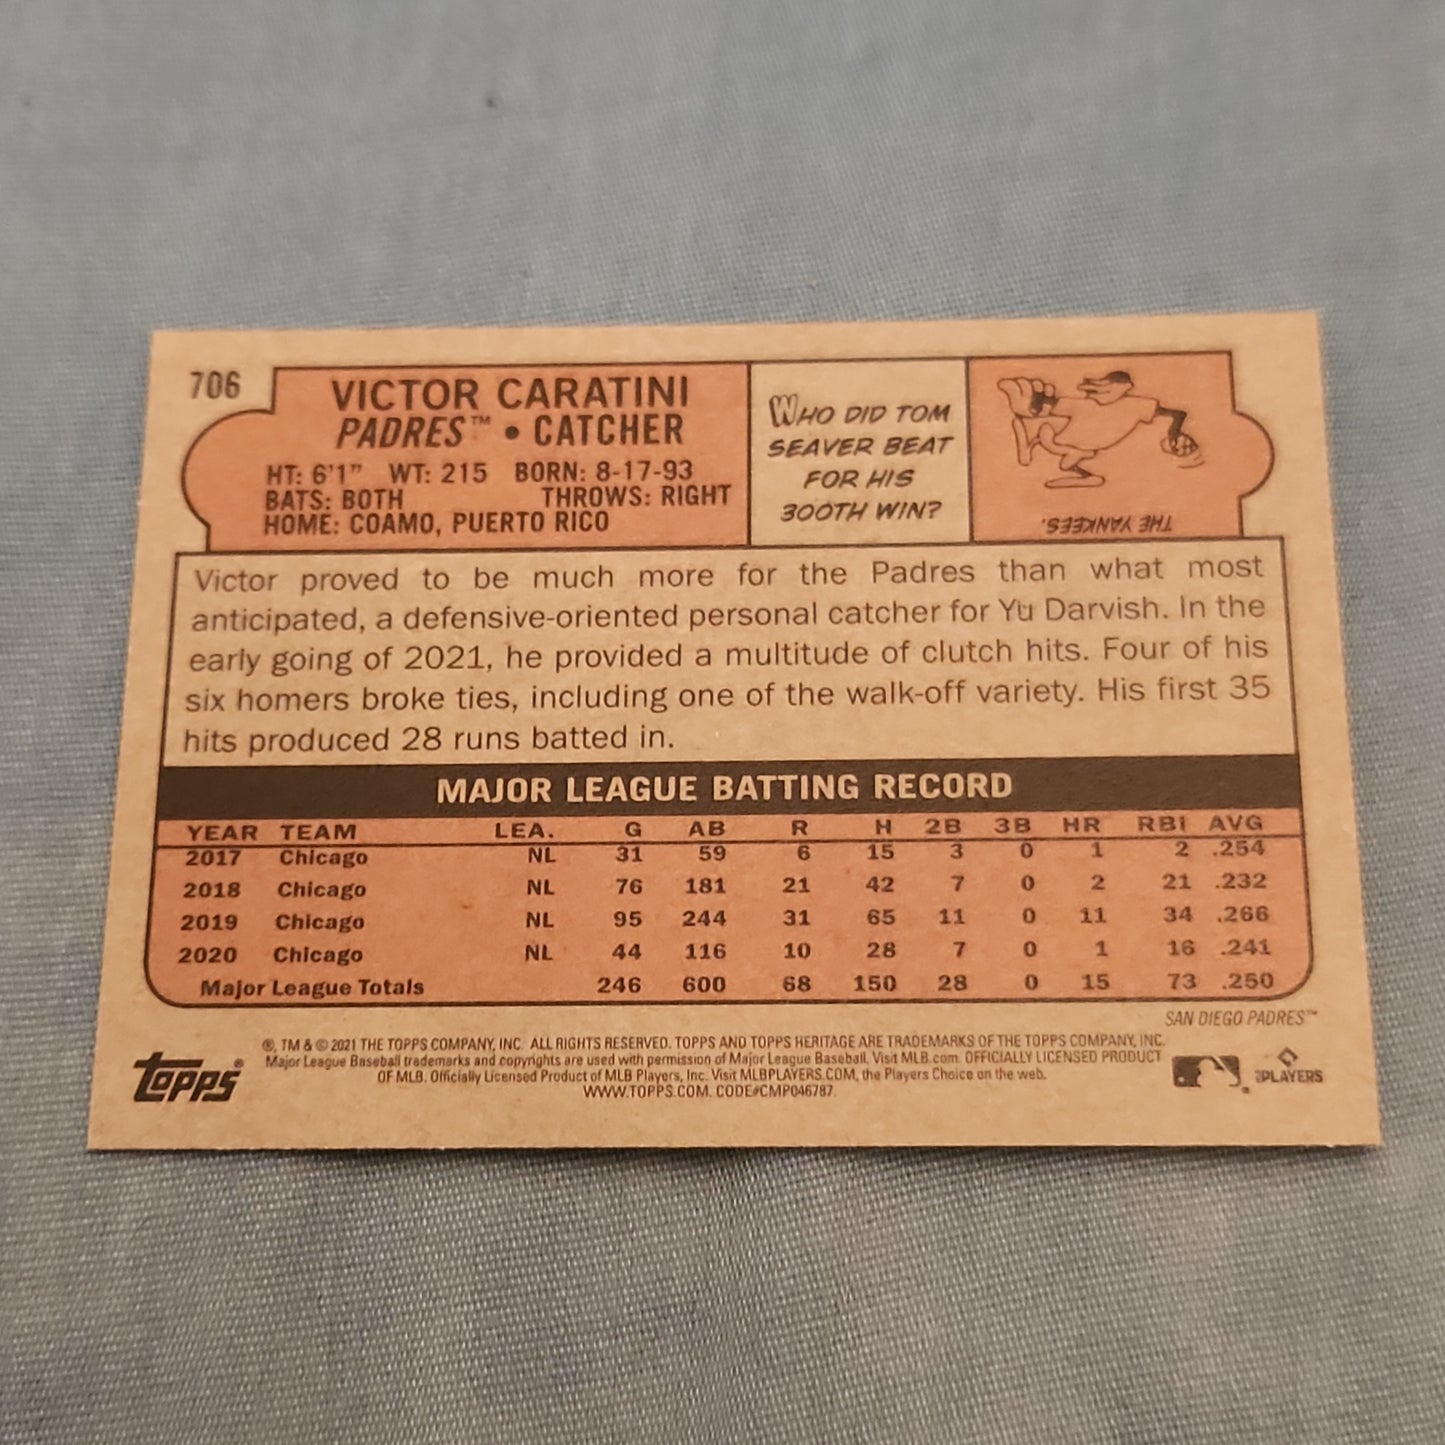 706
VICTOR CARATINI
PADRES™ • CATCHER
HT: 6'1" WT: 215 BORN: 8-17-93
BATS: BOTH THROWS: RIGHT
HOME: COAMO, PUERTO RICO
WHO DID TOM
SEAVER BEAT
FOR HIS
300TH WIN?
THE YANKEES.
Victor proved to be much more for the Padres than what most
anticipated, a defensive-oriented personal catcher for Yu Darvish. In the
early going of 2021, he provided a multitude of clutch hits. Four of his
six homers broke ties, including one of the walk-off variety. His first 35
hits produced 28 runs batted in.
MAJOR LEAGUE BATTING RECORD
YEAR TEAM LEA. G AB R H 2B 3B HR RBI AVG
2017 Chicago NL 31 59 6 15 3 0 1 2 .254
2018 Chicago NL 76 181 21 42 7 0 2 21 .232
2019 Chicago NL 95 244 31 65 11 0 11 34 .266
2020 Chicago NL 44 116 10 28 7 0 1 16 .241
Major League Totals 246 600 68 150 28 0 15 73 .250
SAN DIEGO PADRES™
®, TM & © 2021 THE TOPPS COMPANY, INC. ALL RIGHTS RESERVED. TOPPS AND TOPPS HERITAGE ARE TRADEMARKS OF THE TOPPS COMPANY, INC.
Major League Baseball trademarks and copyrights are used with permission of Major League Baseball. Visit MLB.com. OFFICIALLY LICENSED PRODUCT
OF MLB. Officially Licensed Product of MLB Players, Inc. Visit MLBPLAYERS.COM, the Players Choice on the web.
WWW.TOPPS.COM. CODE#CMP046787.
topps®
PLAYERS